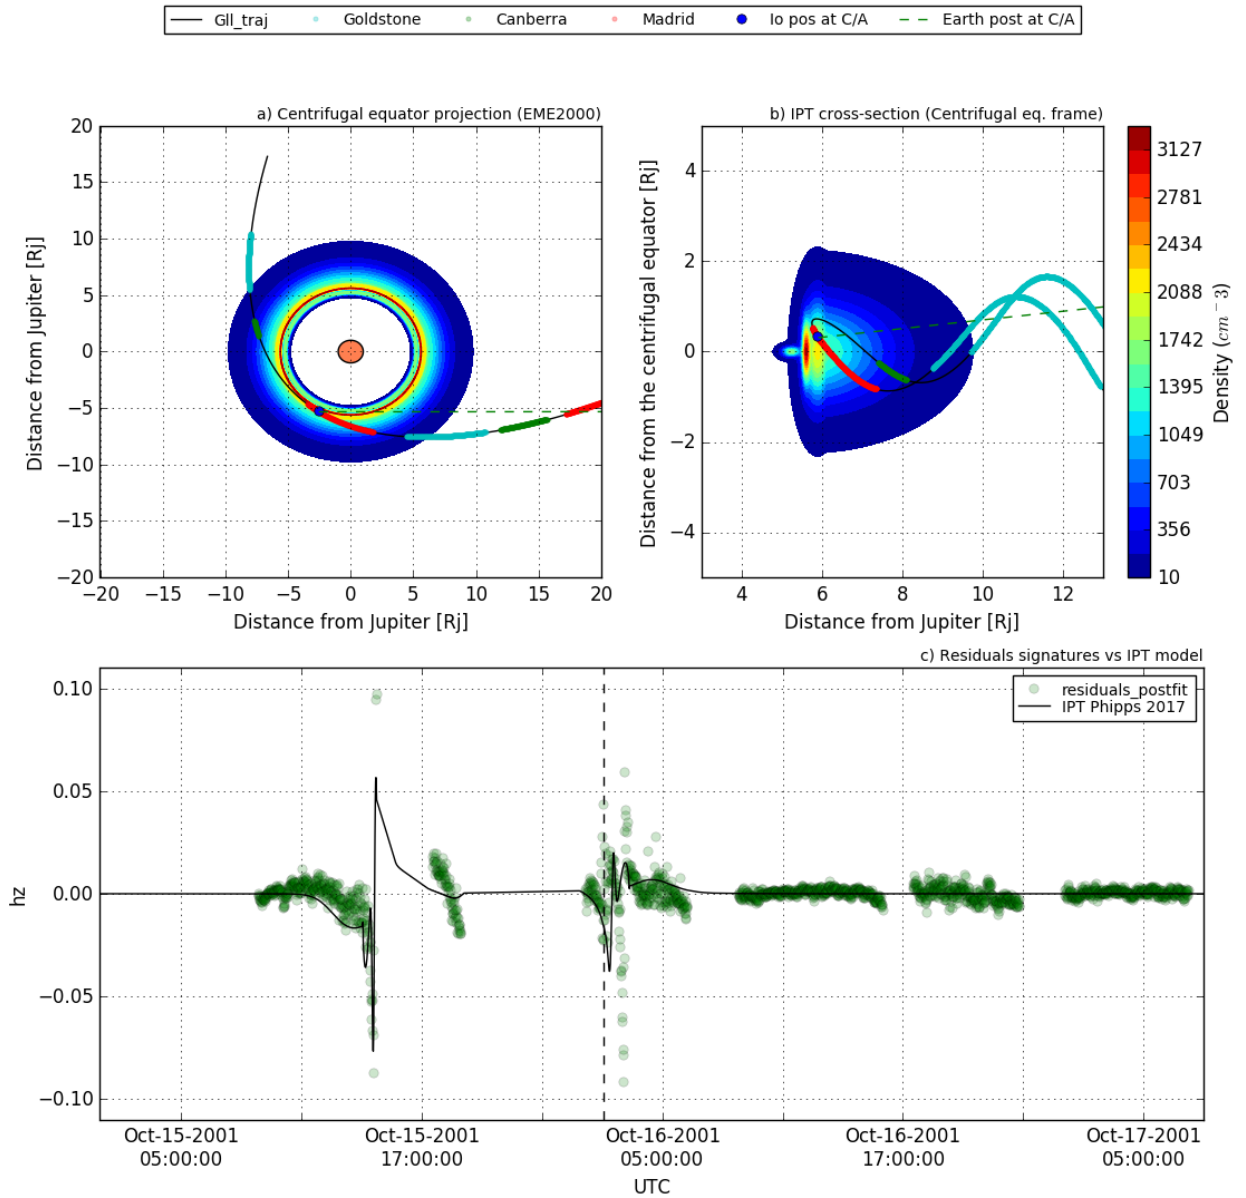 Gll_traj Goldstone Canberra Madrid Io pos at C/A Earth post at C/A
a) Centrifugal equator projection (EME2000)
20
15
10
5
0
−5
−10
−15
−20
−20 −15 −10 −5 0 5 10 15 20
Distance from Jupiter [Rj]
Distance from Jupiter [Rj]
b) IPT cross-section (Centrifugal eq. frame)
4
2
0
−2
−4
4 6 8 10 12
Distance from the centrifugal equator [Rj]
Distance from Jupiter [Rj]
3127
2781
2434
2088
1742
1395
1049
703
356
10
Density (cm⁻3)
c) Residuals signatures vs IPT model
residuals_postfit
IPT Phipps 2017
0.10
0.05
0.00
−0.05
−0.10
hz
Oct-15-2001 Oct-15-2001 Oct-16-2001 Oct-16-2001 Oct-17-2001
05:00:00 17:00:00 05:00:00 17:00:00 05:00:00
UTC